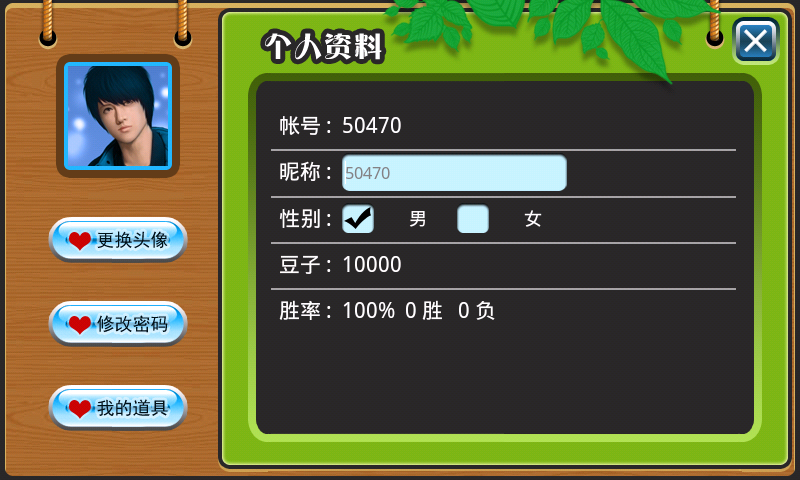 个人资料
帐号：50470
昵称：50470
性别：男 女
豆子：10000
胜率：100% 0 胜 0 负
更换头像
修改密码
我的道具